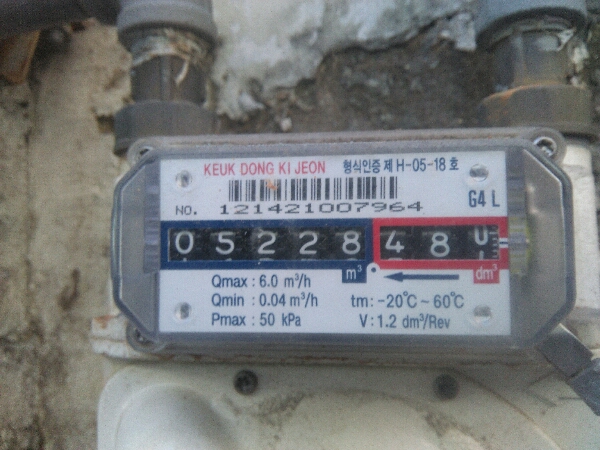 KEUK DONG KI JEON 형식인증 제 H-05-18 호
NO. 121421007964 G4 L
05228 480
m³ dm³
Qmax : 6.0 m³/h
Qmin : 0.04 m³/h tm: -20°C ~ 60°C
Pmax : 50 kPa V : 1.2 dm³/Rev